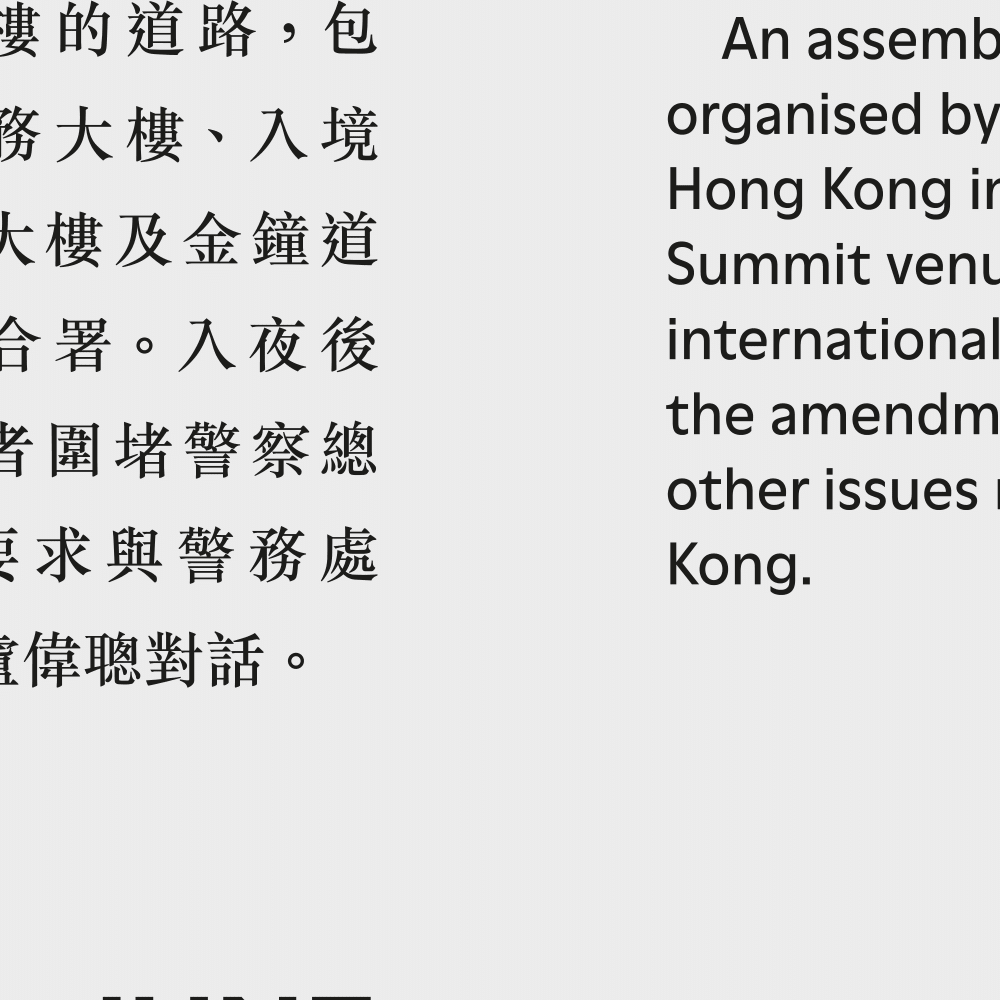 樓的道路，包
務大樓、入境
大樓及金鐘道
合署。入夜後
者圍堵警察總
要求與警務處
盧偉聰對話。
An assemb
organised by
Hong Kong in
Summit venu
international
the amendm
other issues
Kong.